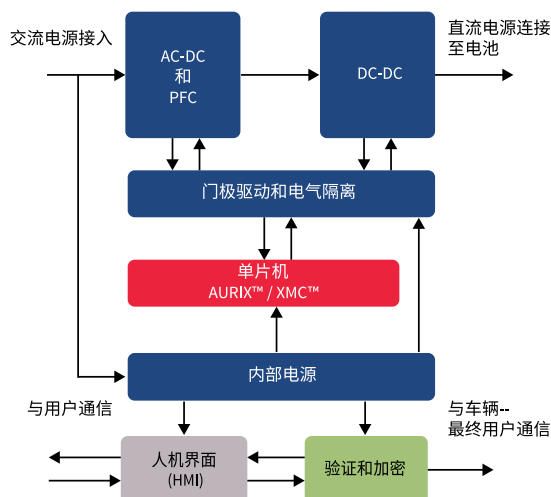 交流电源接入
AC-DC
和
PFC
DC-DC
直流电源连接
至电池
门极驱动和电气隔离
单片机
AURIX™ / XMC™
内部电源
与用户通信
与车辆--
最终用户通信
人机界面
(HMI)
验证和加密